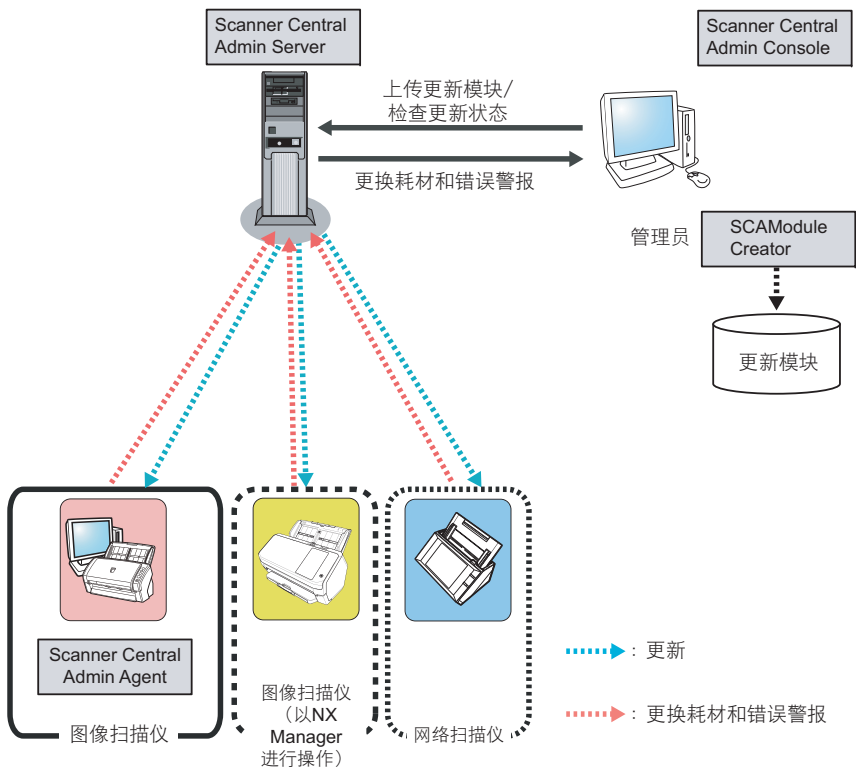 Scanner Central
Admin Server
Scanner Central
Admin Console
上传更新模块/
检查更新状态
更换耗材和错误警报
管理员
SCAModule
Creator
更新模块
Scanner Central
Admin Agent
图像扫描仪
图像扫描仪
（以NX
Manager
进行操作）
网络扫描仪
：更新
：更换耗材和错误警报